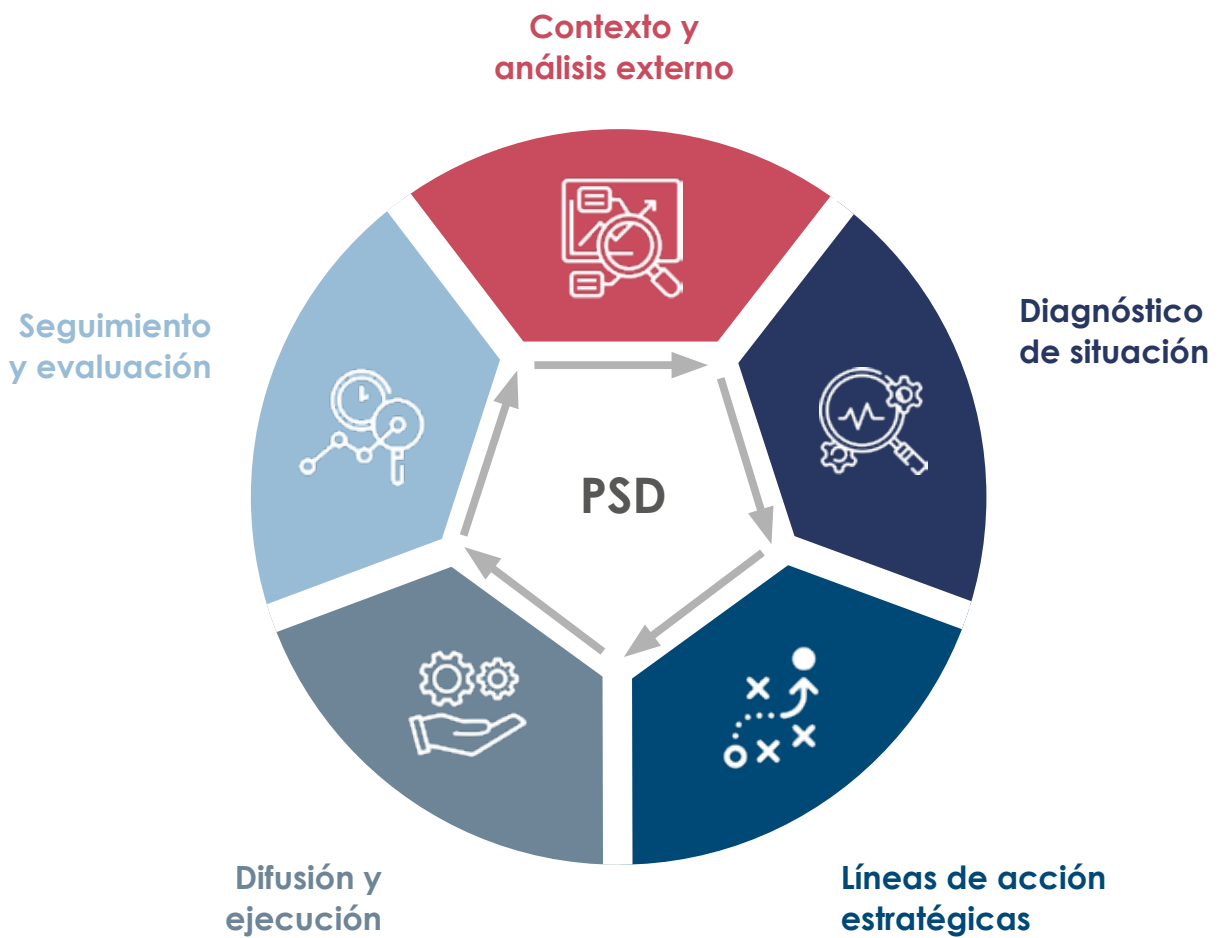 Contexto y
análisis externo
Seguimiento
y evaluación
Diagnóstico
de situación
PSD
Difusión y
ejecución
Líneas de acción
estratégicas